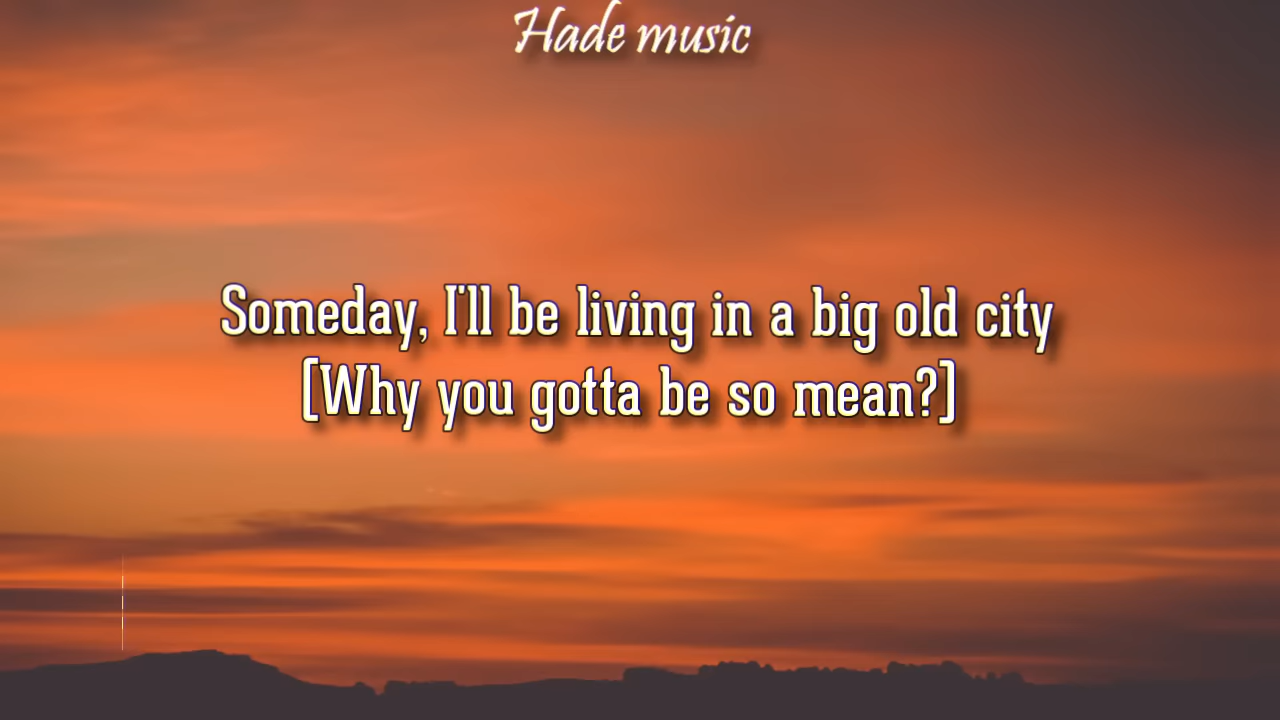 Hade music
Someday, I'll be living in a big old city
[Why you gotta be so mean?]